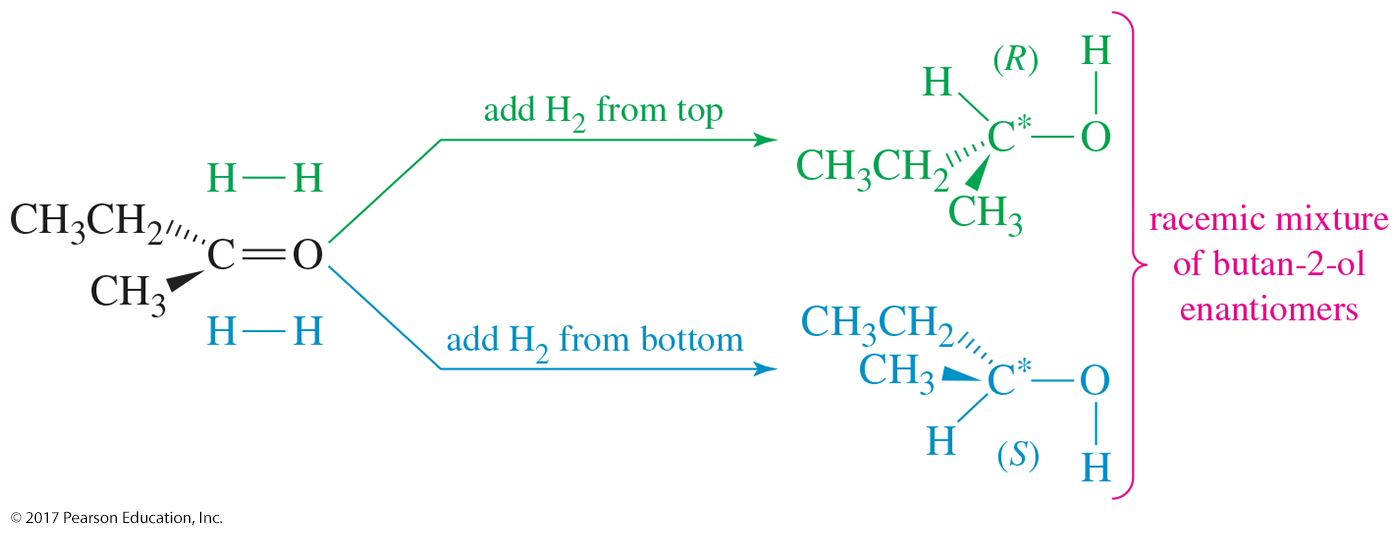 H—H
CH₃CH₂
C=O
CH₃
H—H
add H₂ from top
add H₂ from bottom
(R)
H
H
C*—O
CH₃CH₂
CH₃
CH₃CH₂
CH₃
C*—O
H
(S)
H
racemic mixture
of butan-2-ol
enantiomers
© 2017 Pearson Education, Inc.